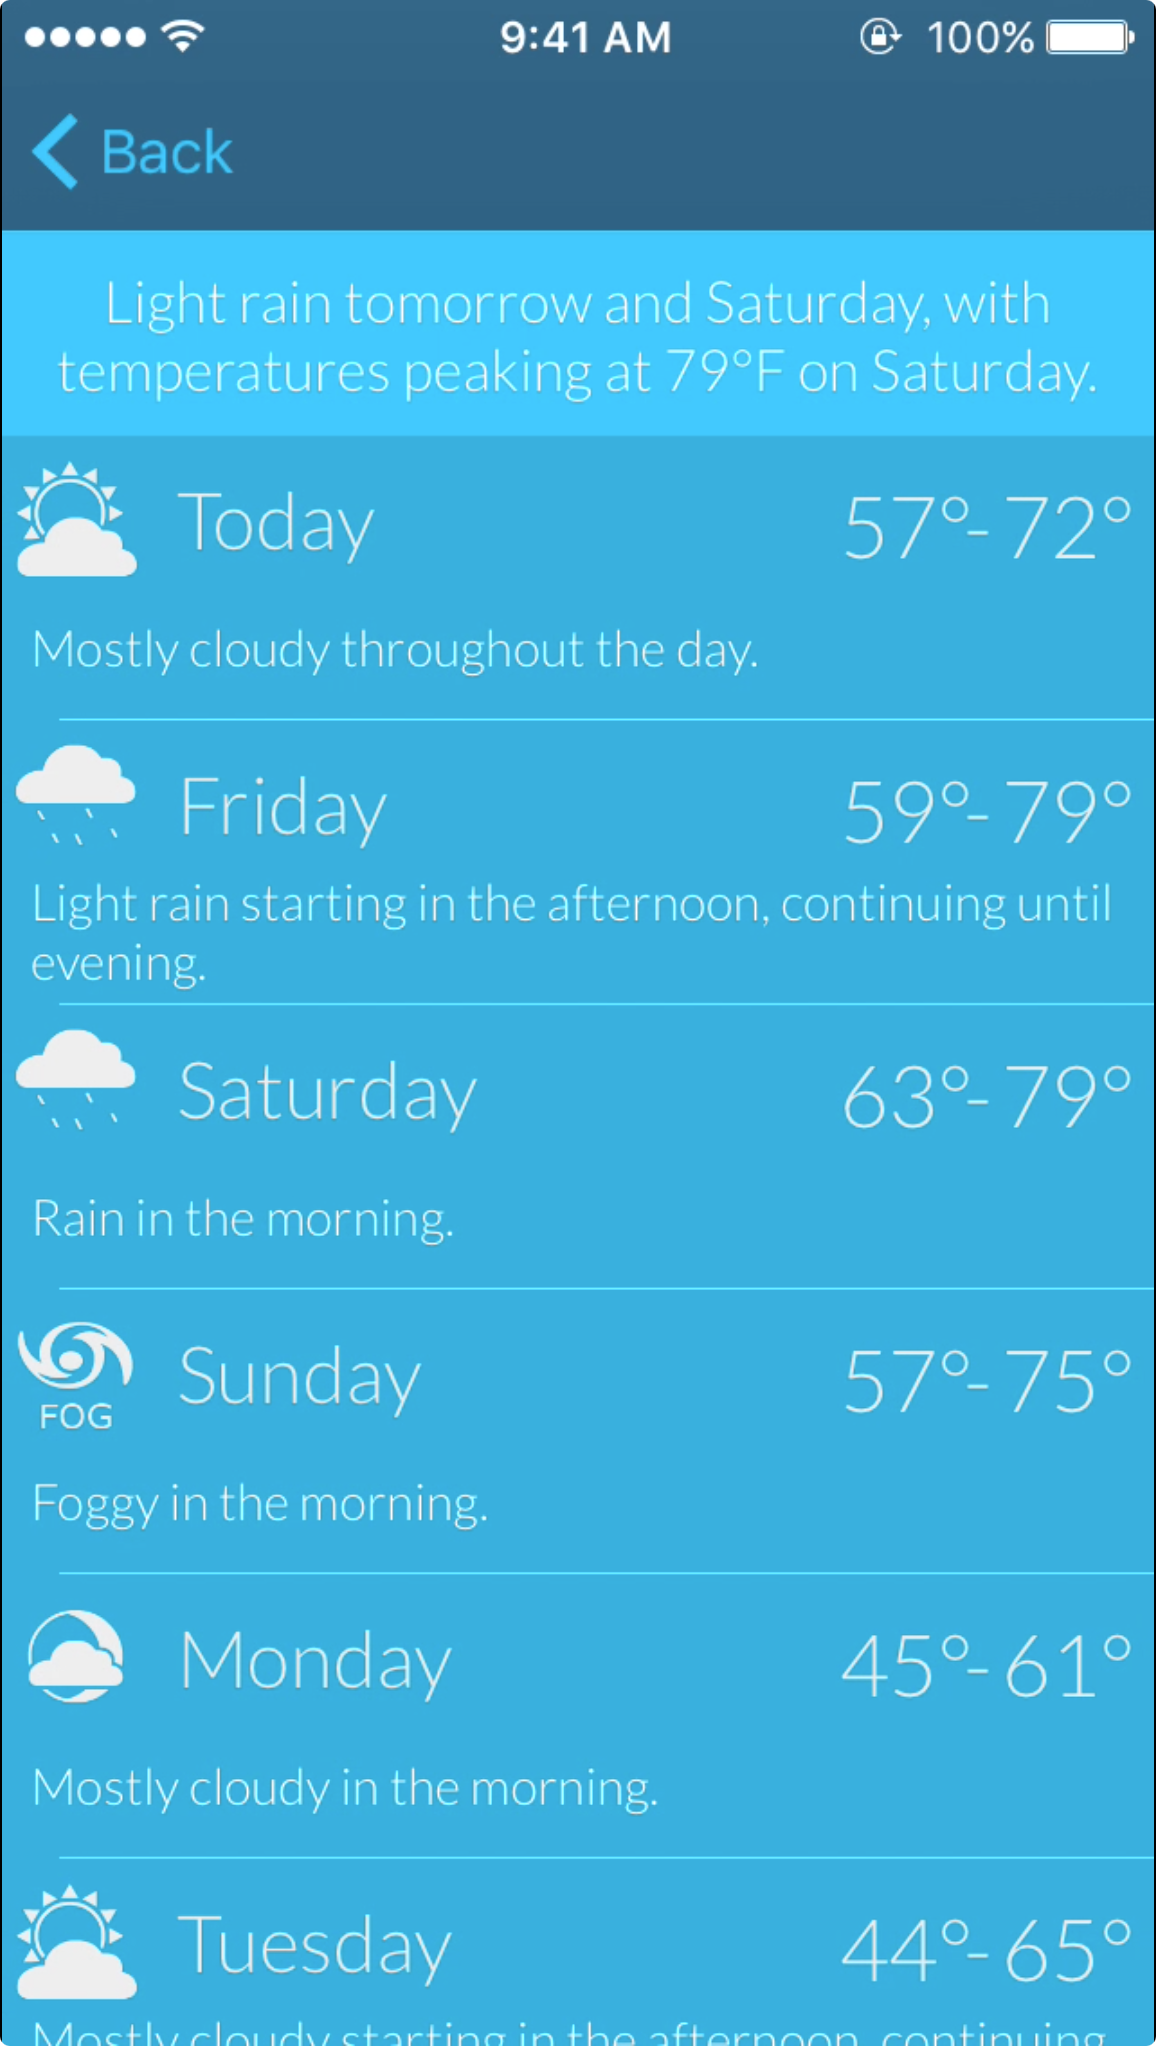 9:41 AM 100%
Back
Light rain tomorrow and Saturday, with
temperatures peaking at 79°F on Saturday.
Today 57°- 72°
Mostly cloudy throughout the day.
Friday 59°- 79°
Light rain starting in the afternoon, continuing until
evening.
Saturday 63°- 79°
Rain in the morning.
Sunday 57°- 75°
FOG
Foggy in the morning.
Monday 45°- 61°
Mostly cloudy in the morning.
Tuesday 44°- 65°
Mostly cloudy starting in the afternoon, continuing